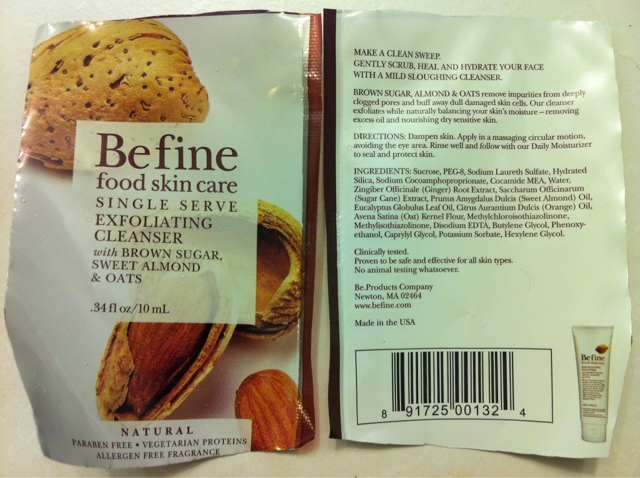 Befine
food skin care
SINGLE SERVE
EXFOLIATING
CLEANSER
with BROWN SUGAR,
SWEET ALMOND
& OATS
.34 fl oz/10 mL
NATURAL
PARABEN FREE • VEGETARIAN PROTEINS
ALLERGEN FREE FRAGRANCE
MAKE A CLEAN SWEEP.
GENTLY SCRUB, HEAL AND HYDRATE YOUR FACE
WITH A MILD SLOUGHING CLEANSER.
BROWN SUGAR, ALMOND & OATS remove impurities from deeply
clogged pores and buff away dull damaged skin cells. Our cleanser
exfoliates while naturally balancing your skin's moisture – removing
excess oil and nourishing dry sensitive skin.
DIRECTIONS: Dampen skin. Apply in a massaging circular motion,
avoiding the eye area. Rinse well and follow with our Daily Moisturizer
to seal and protect skin.
INGREDIENTS: Sucrose, PEG-8, Sodium Laureth Sulfate, Hydrated
Silica, Sodium Cocoamphoproprionate, Cocamide MEA, Water,
Zingiber Officinale (Ginger) Root Extract, Saccharum Officinarum
(Sugar Cane) Extract, Prunus Amygdalus Dulcis (Sweet Almond) Oil,
Eucalyptus Globulus Leaf Oil, Citrus Aurantium Dulcis (Orange) Oil,
Avena Satina (Oat) Kernel Flour, Methylchloroisothiazolinone,
Methylisothiazolinone, Disodium EDTA, Butylene Glycol, Phenoxy-
ethanol, Caprylyl Glycol, Potassium Sorbate, Hexylene Glycol.
Clinically tested.
Proven to be safe and effective for all skin types.
No animal testing whatsoever.
Be.Products Company
Newton, MA 02464
www.befine.com
Made in the USA
8 91725 00132 4
Befine